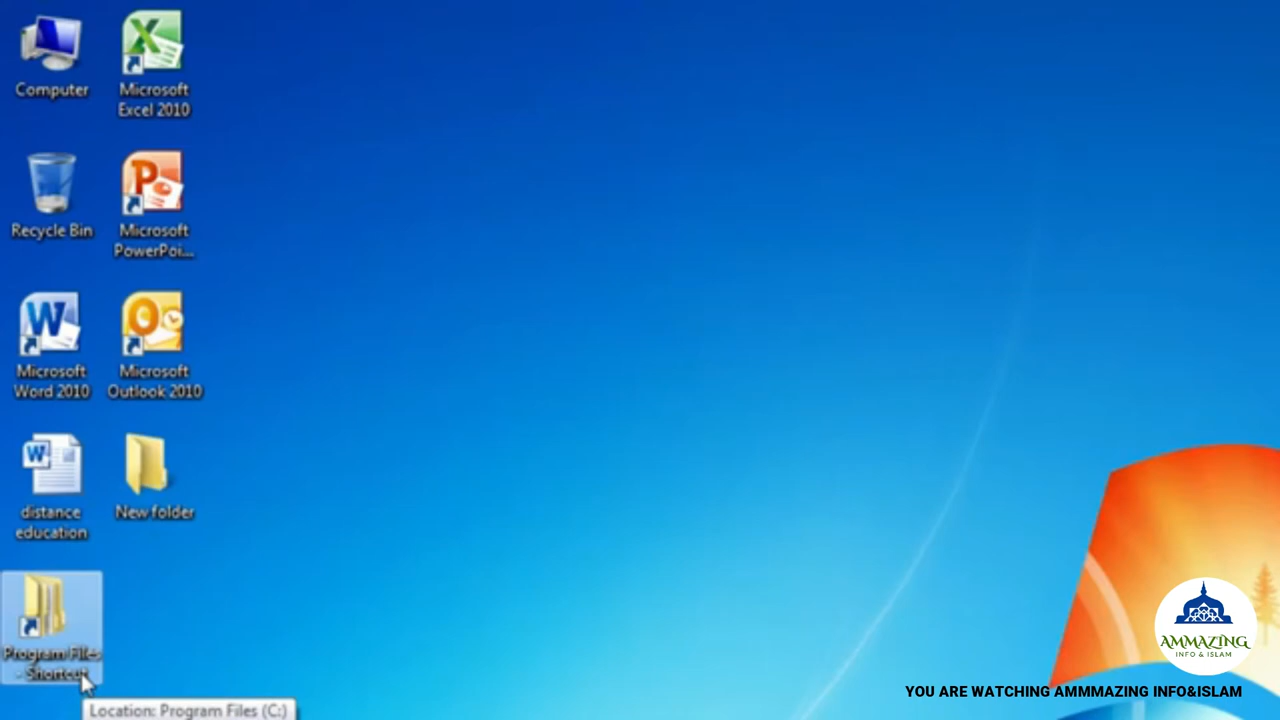 Computer
Microsoft
Excel 2010
Recycle Bin
Microsoft
PowerPoi...
Microsoft
Word 2010
Microsoft
Outlook 2010
distance
education
New folder
Program Files
- Shortcut
Location: Program Files (C:)
AMMAZING
INFO & ISLAM
YOU ARE WATCHING AMMMAZING INFO&ISLAM